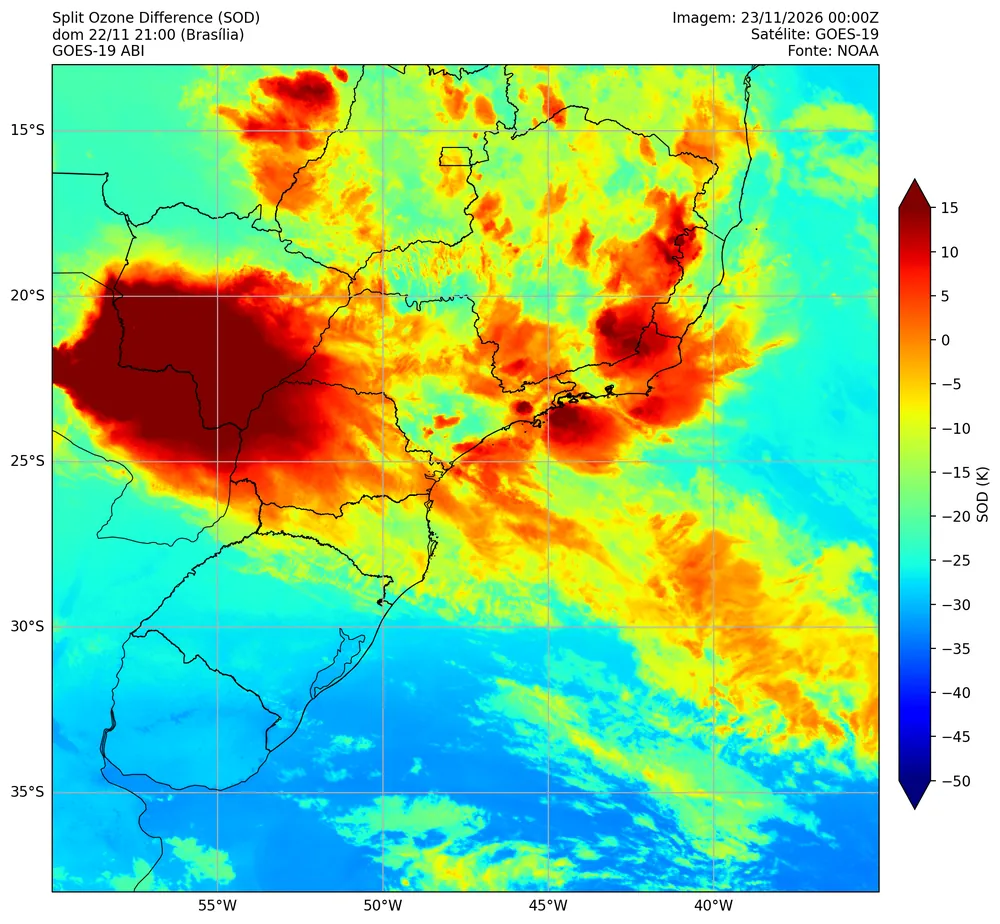 Split Ozone Difference (SOD)
dom 22/11 21:00 (Brasília)
GOES-19 ABI
Imagem: 23/11/2026 00:00Z
Satélite: GOES-19
Fonte: NOAA
15°S
20°S
25°S
30°S
35°S
55°W
50°W
45°W
40°W
15
10
5
0
−5
−10
−15
−20
−25
−30
−35
−40
−45
−50
SOD (K)